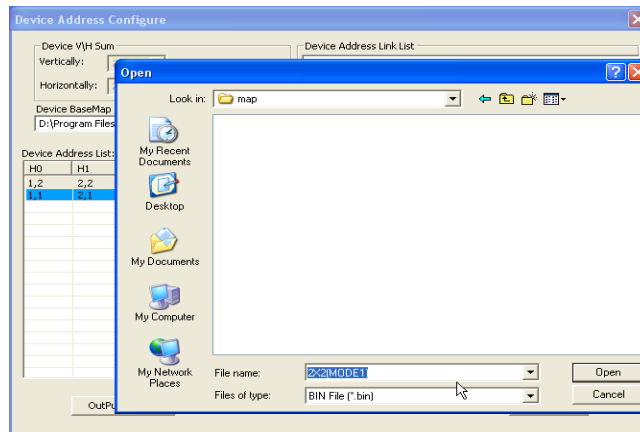 Device Address Configure
Device V\H Sum
Device Address Link List
Vertically:
Horizontally:
Device BaseMap
D:\Program Files
Device Address List:
H0 H1
1,2 2,2
1,1 2,1
Open
Look in: map
My Recent
Documents
Desktop
My Documents
My Computer
My Network
Places
File name: 2X2(MODE1)
Open
Files of type: BIN File (*.bin)
Cancel